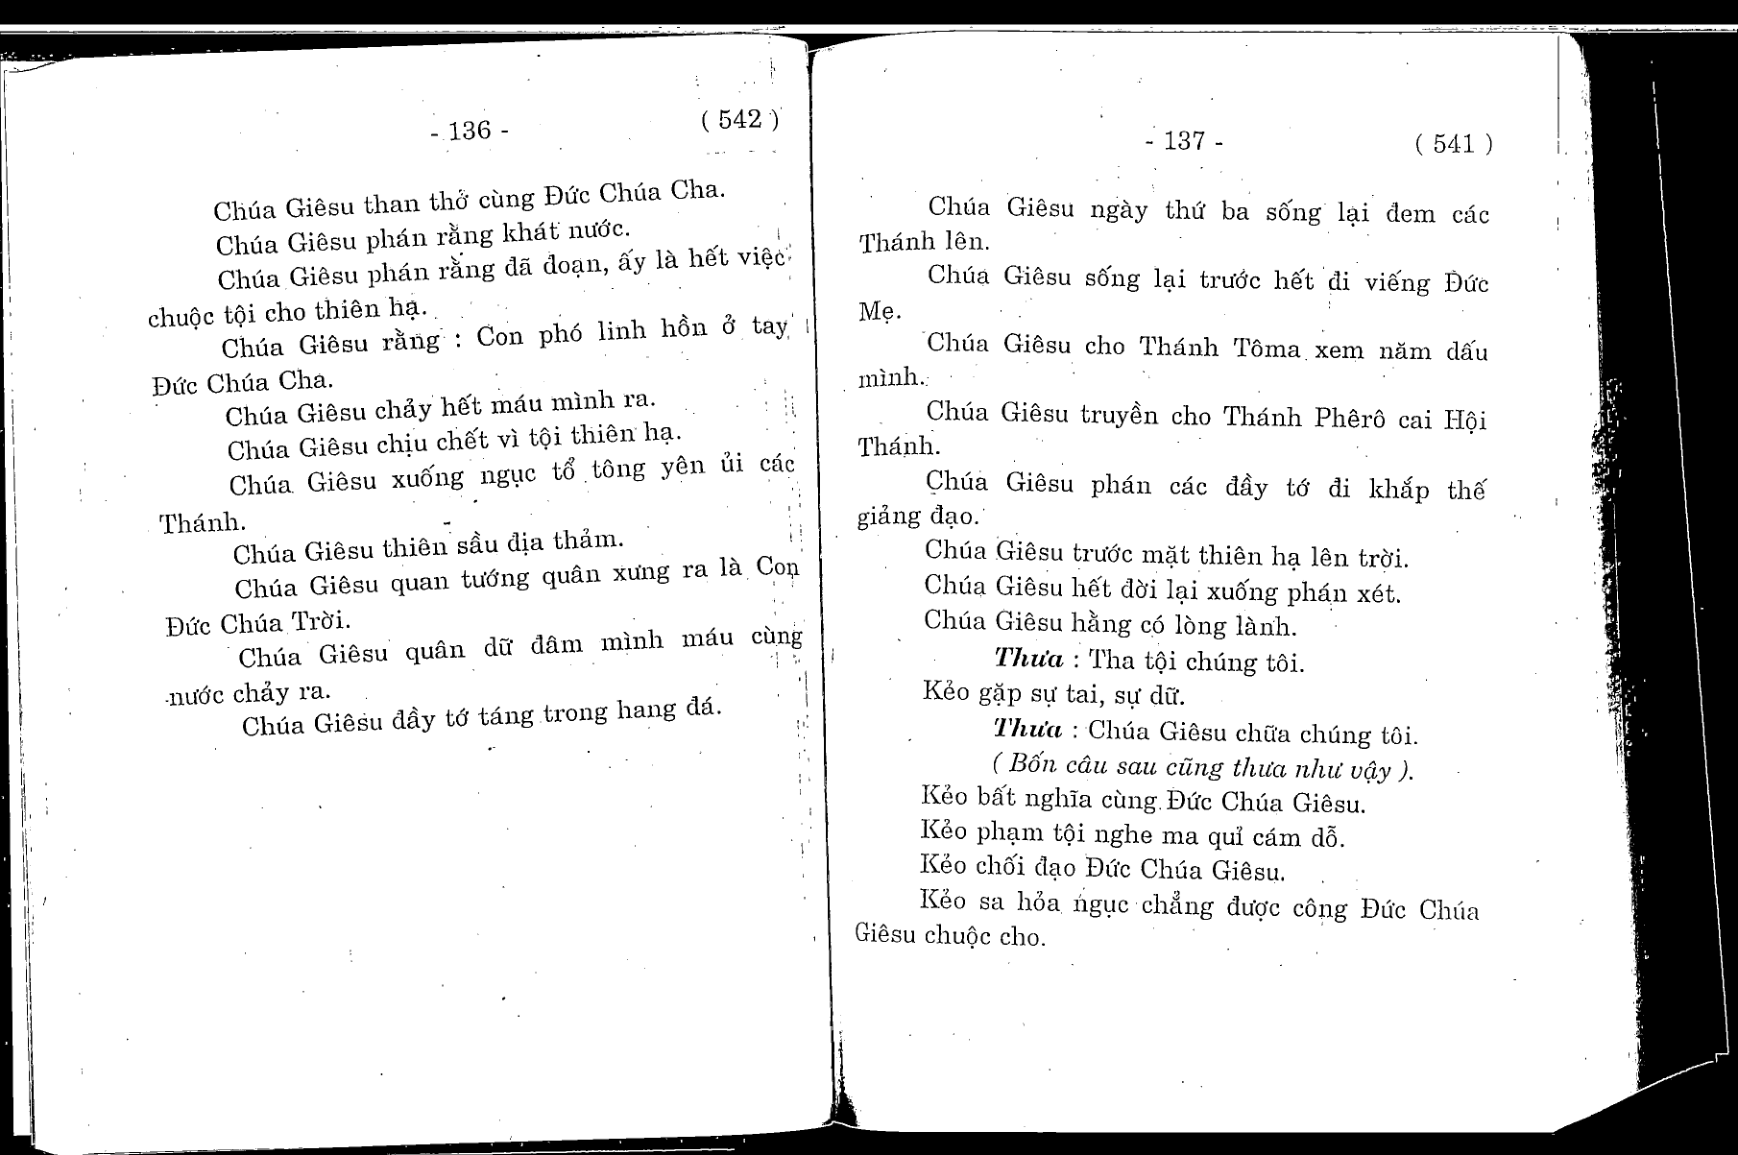 - 136 -
( 542 )
Chúa Giêsu than thở cùng Đức Chúa Cha.
Chúa Giêsu phán rằng khát nước.
Chúa Giêsu phán rằng đã đoạn, ấy là hết việc
chuộc tội cho thiên hạ.
Chúa Giêsu rằng : Con phó linh hồn ở tay
Đức Chúa Cha.
Chúa Giêsu chảy hết máu mình ra.
Chúa Giêsu chịu chết vì tội thiên hạ.
Chúa Giêsu xuống ngục tổ tông yên ủi các
Thánh.
Chúa Giêsu thiên sầu địa thảm.
Chúa Giêsu quan tướng quân xưng ra là Con
Đức Chúa Trời.
Chúa Giêsu quân dữ đâm mình máu cùng
nước chảy ra.
Chúa Giêsu đầy tớ táng trong hang đá.
- 137 -
( 541 )
Chúa Giêsu ngày thứ ba sống lại đem các
Thánh lên.
Chúa Giêsu sống lại trước hết đi viếng Đức
Mẹ.
Chúa Giêsu cho Thánh Tôma xem năm dấu
mình.
Chúa Giêsu truyền cho Thánh Phêrô cai Hội
Thánh.
Chúa Giêsu phán các đầy tớ đi khắp thế
giảng đạo.
Chúa Giêsu trước mặt thiên hạ lên trời.
Chúa Giêsu hết đời lại xuống phán xét.
Chúa Giêsu hằng có lòng lành.
Thưa : Tha tội chúng tôi.
Kẻo gặp sự tai, sự dữ.
Thưa : Chúa Giêsu chữa chúng tôi.
( Bốn câu sau cũng thưa như vậy ).
Kẻo bất nghĩa cùng Đức Chúa Giêsu.
Kẻo phạm tội nghe ma quỉ cám dỗ.
Kẻo chối đạo Đức Chúa Giêsu.
Kẻo sa hỏa ngục chẳng được công Đức Chúa
Giêsu chuộc cho.